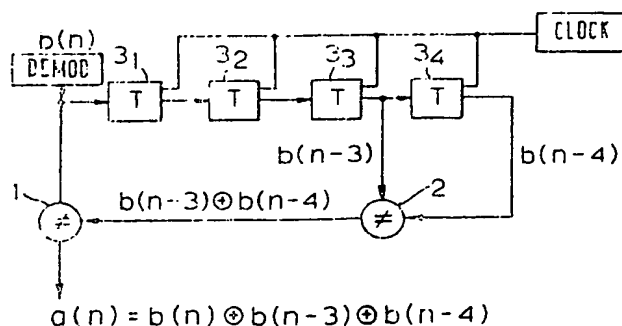 CLOCK
b(n)
DEMOD
3₁ 3₂ 3₃ 3₄
T T T T
b(n-3) b(n-4)
1 b(n-3)⊕b(n-4) 2
≠ ≠
a(n) = b(n) ⊕ b(n-3) ⊕ b(n-4)